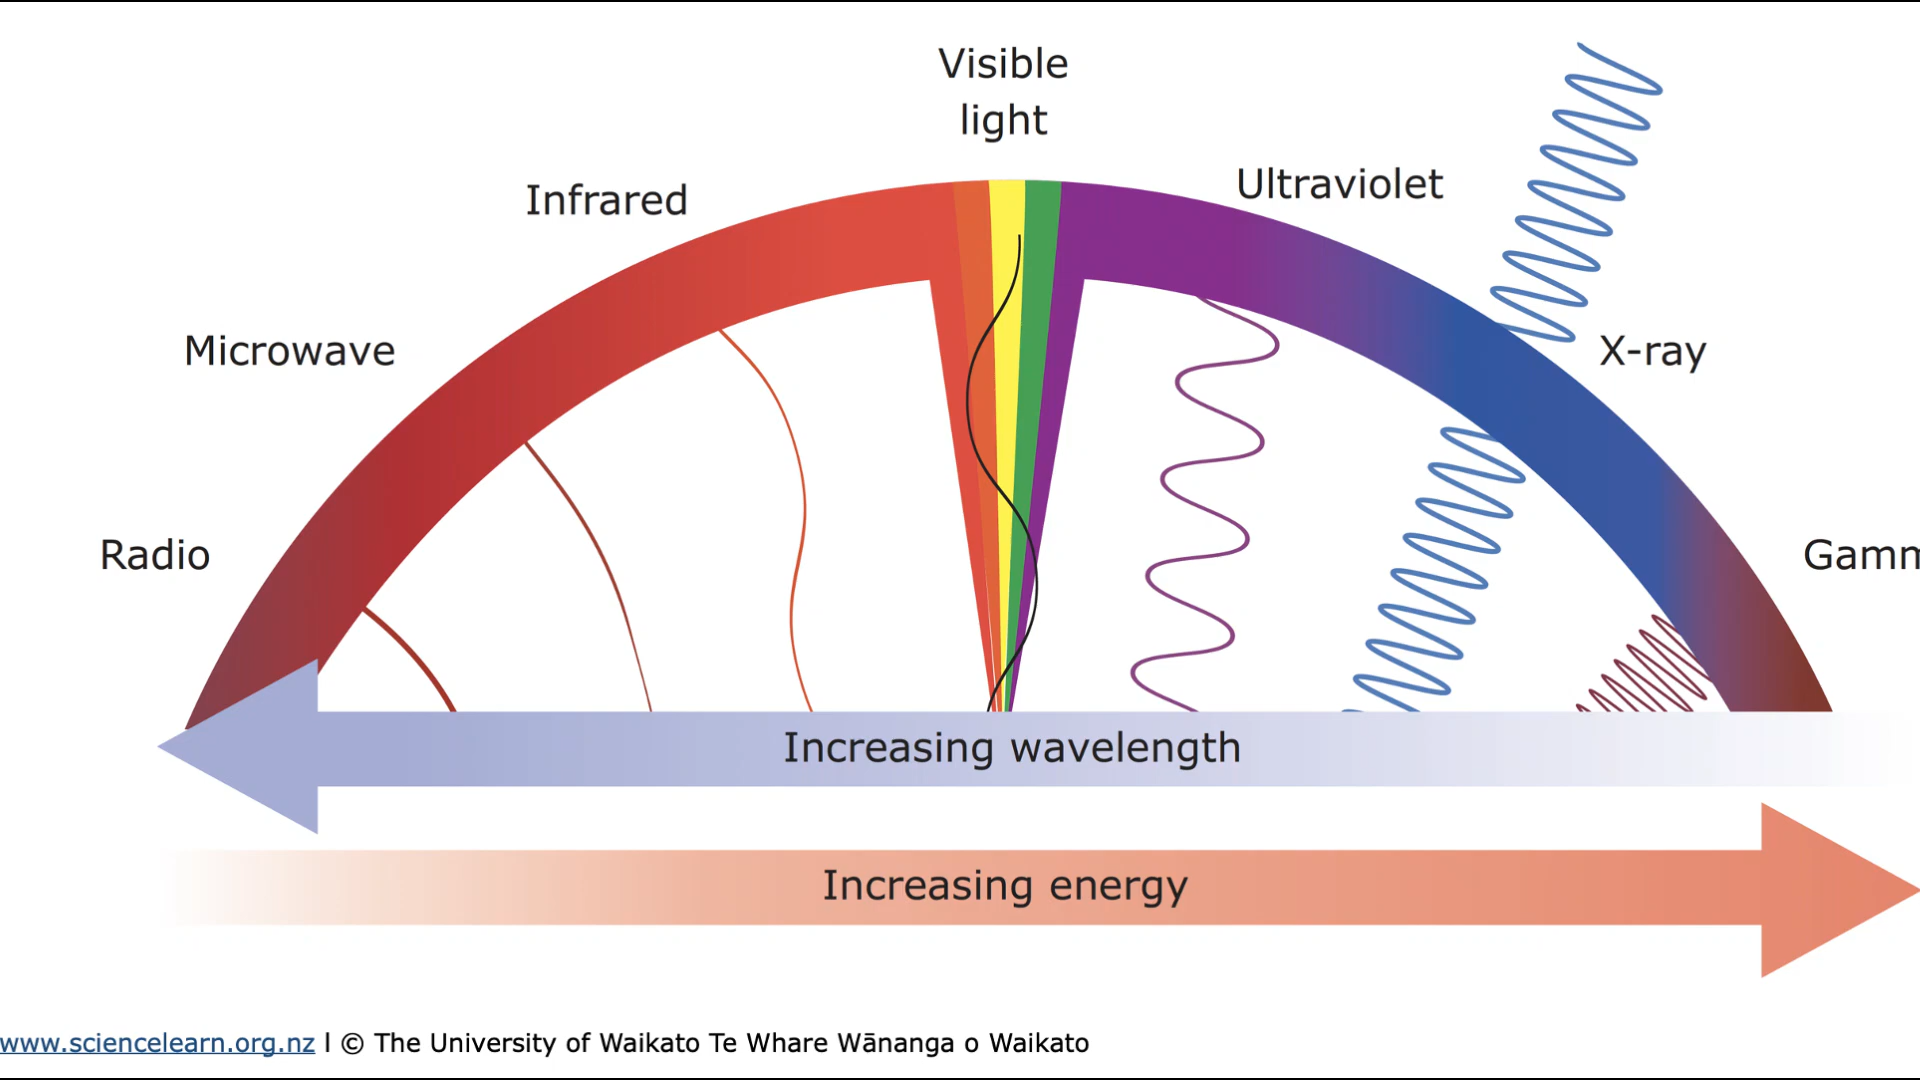 Visible
light
Infrared
Ultraviolet
Microwave
X-ray
Radio
Gamm
Increasing wavelength
Increasing energy
www.sciencelearn.org.nz l © The University of Waikato Te Whare Wānanga o Waikato